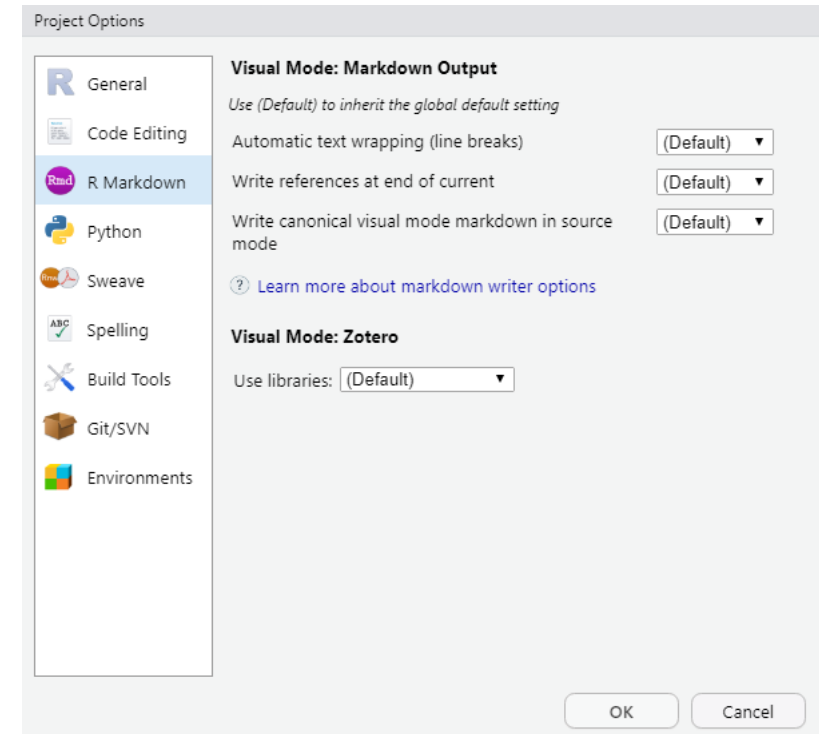 Project Options
R General
Code Editing
Rmd R Markdown
Python
Sweave
ABC Spelling
Build Tools
Git/SVN
Environments
Visual Mode: Markdown Output
Use (Default) to inherit the global default setting
Automatic text wrapping (line breaks) (Default)
Write references at end of current (Default)
Write canonical visual mode markdown in source (Default)
mode
? Learn more about markdown writer options
Visual Mode: Zotero
Use libraries: (Default)
OK Cancel